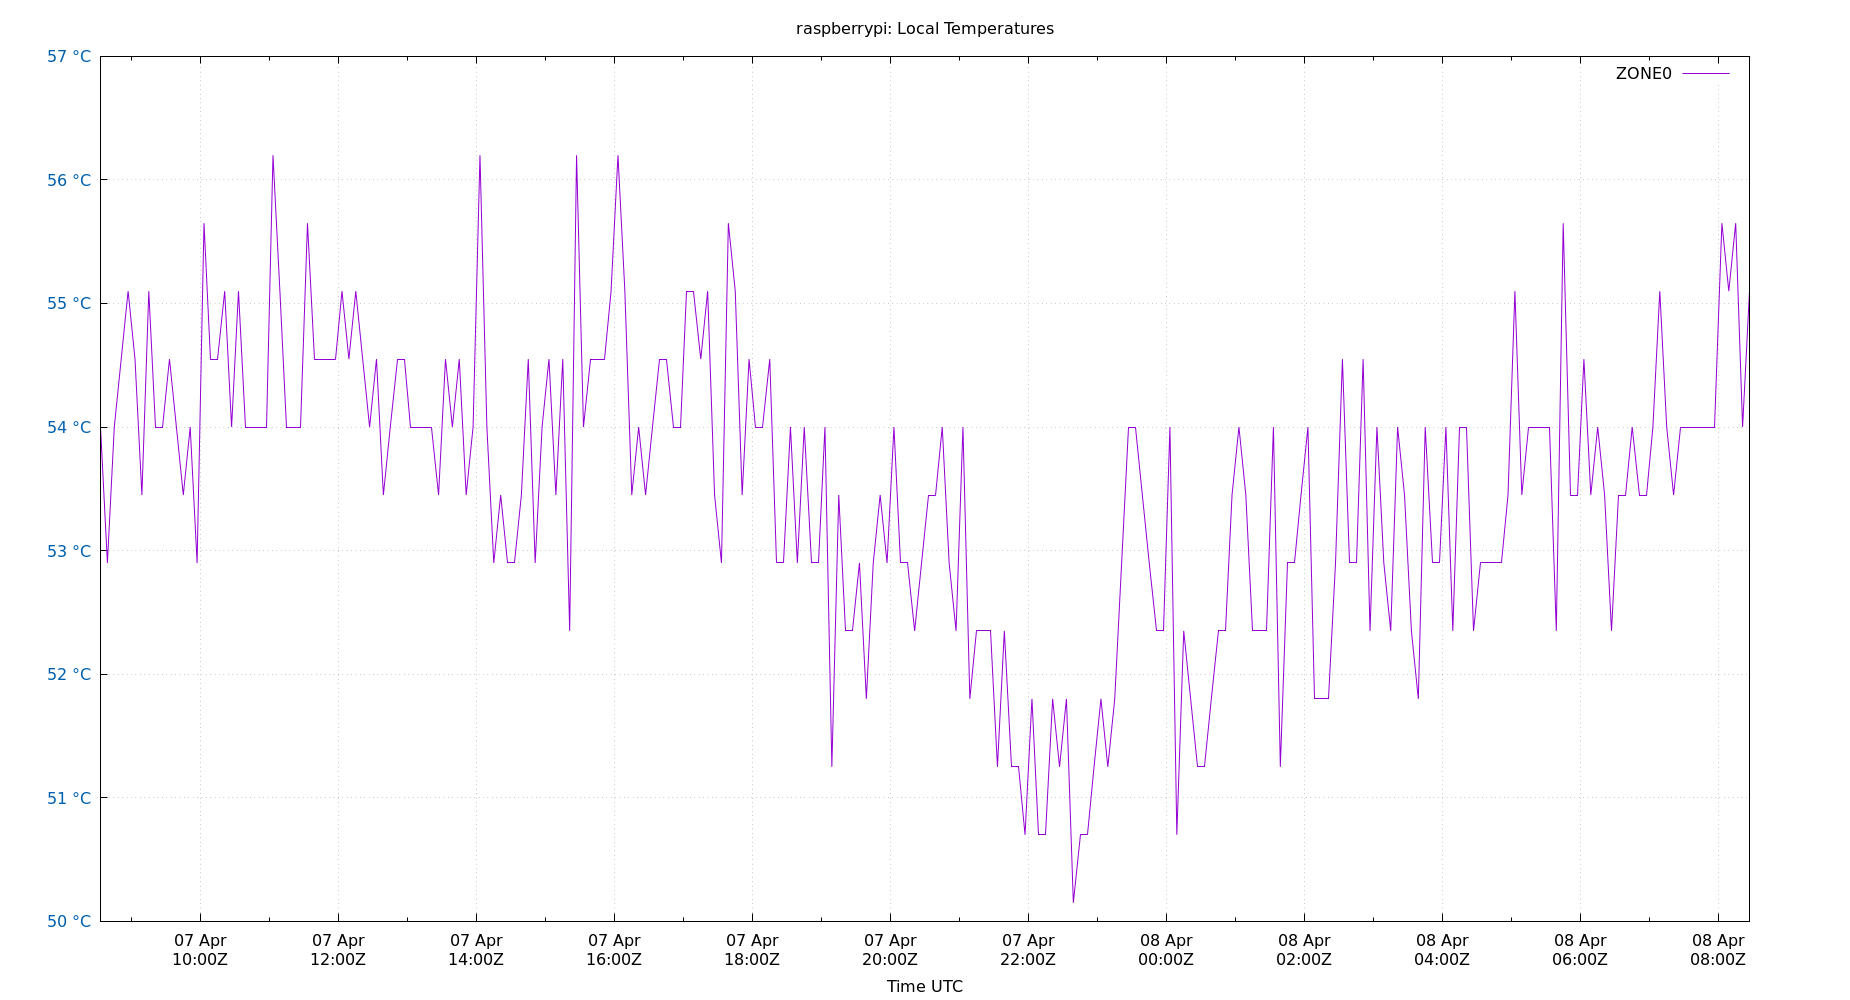 raspberrypi: Local Temperatures
57 °C
ZONE0
56 °C
55 °C
54 °C
53 °C
52 °C
51 °C
50 °C
07 Apr 07 Apr 07 Apr 07 Apr 07 Apr 07 Apr 07 Apr 08 Apr 08 Apr 08 Apr 08 Apr 08 Apr
10:00Z 12:00Z 14:00Z 16:00Z 18:00Z 20:00Z 22:00Z 00:00Z 02:00Z 04:00Z 06:00Z 08:00Z
Time UTC